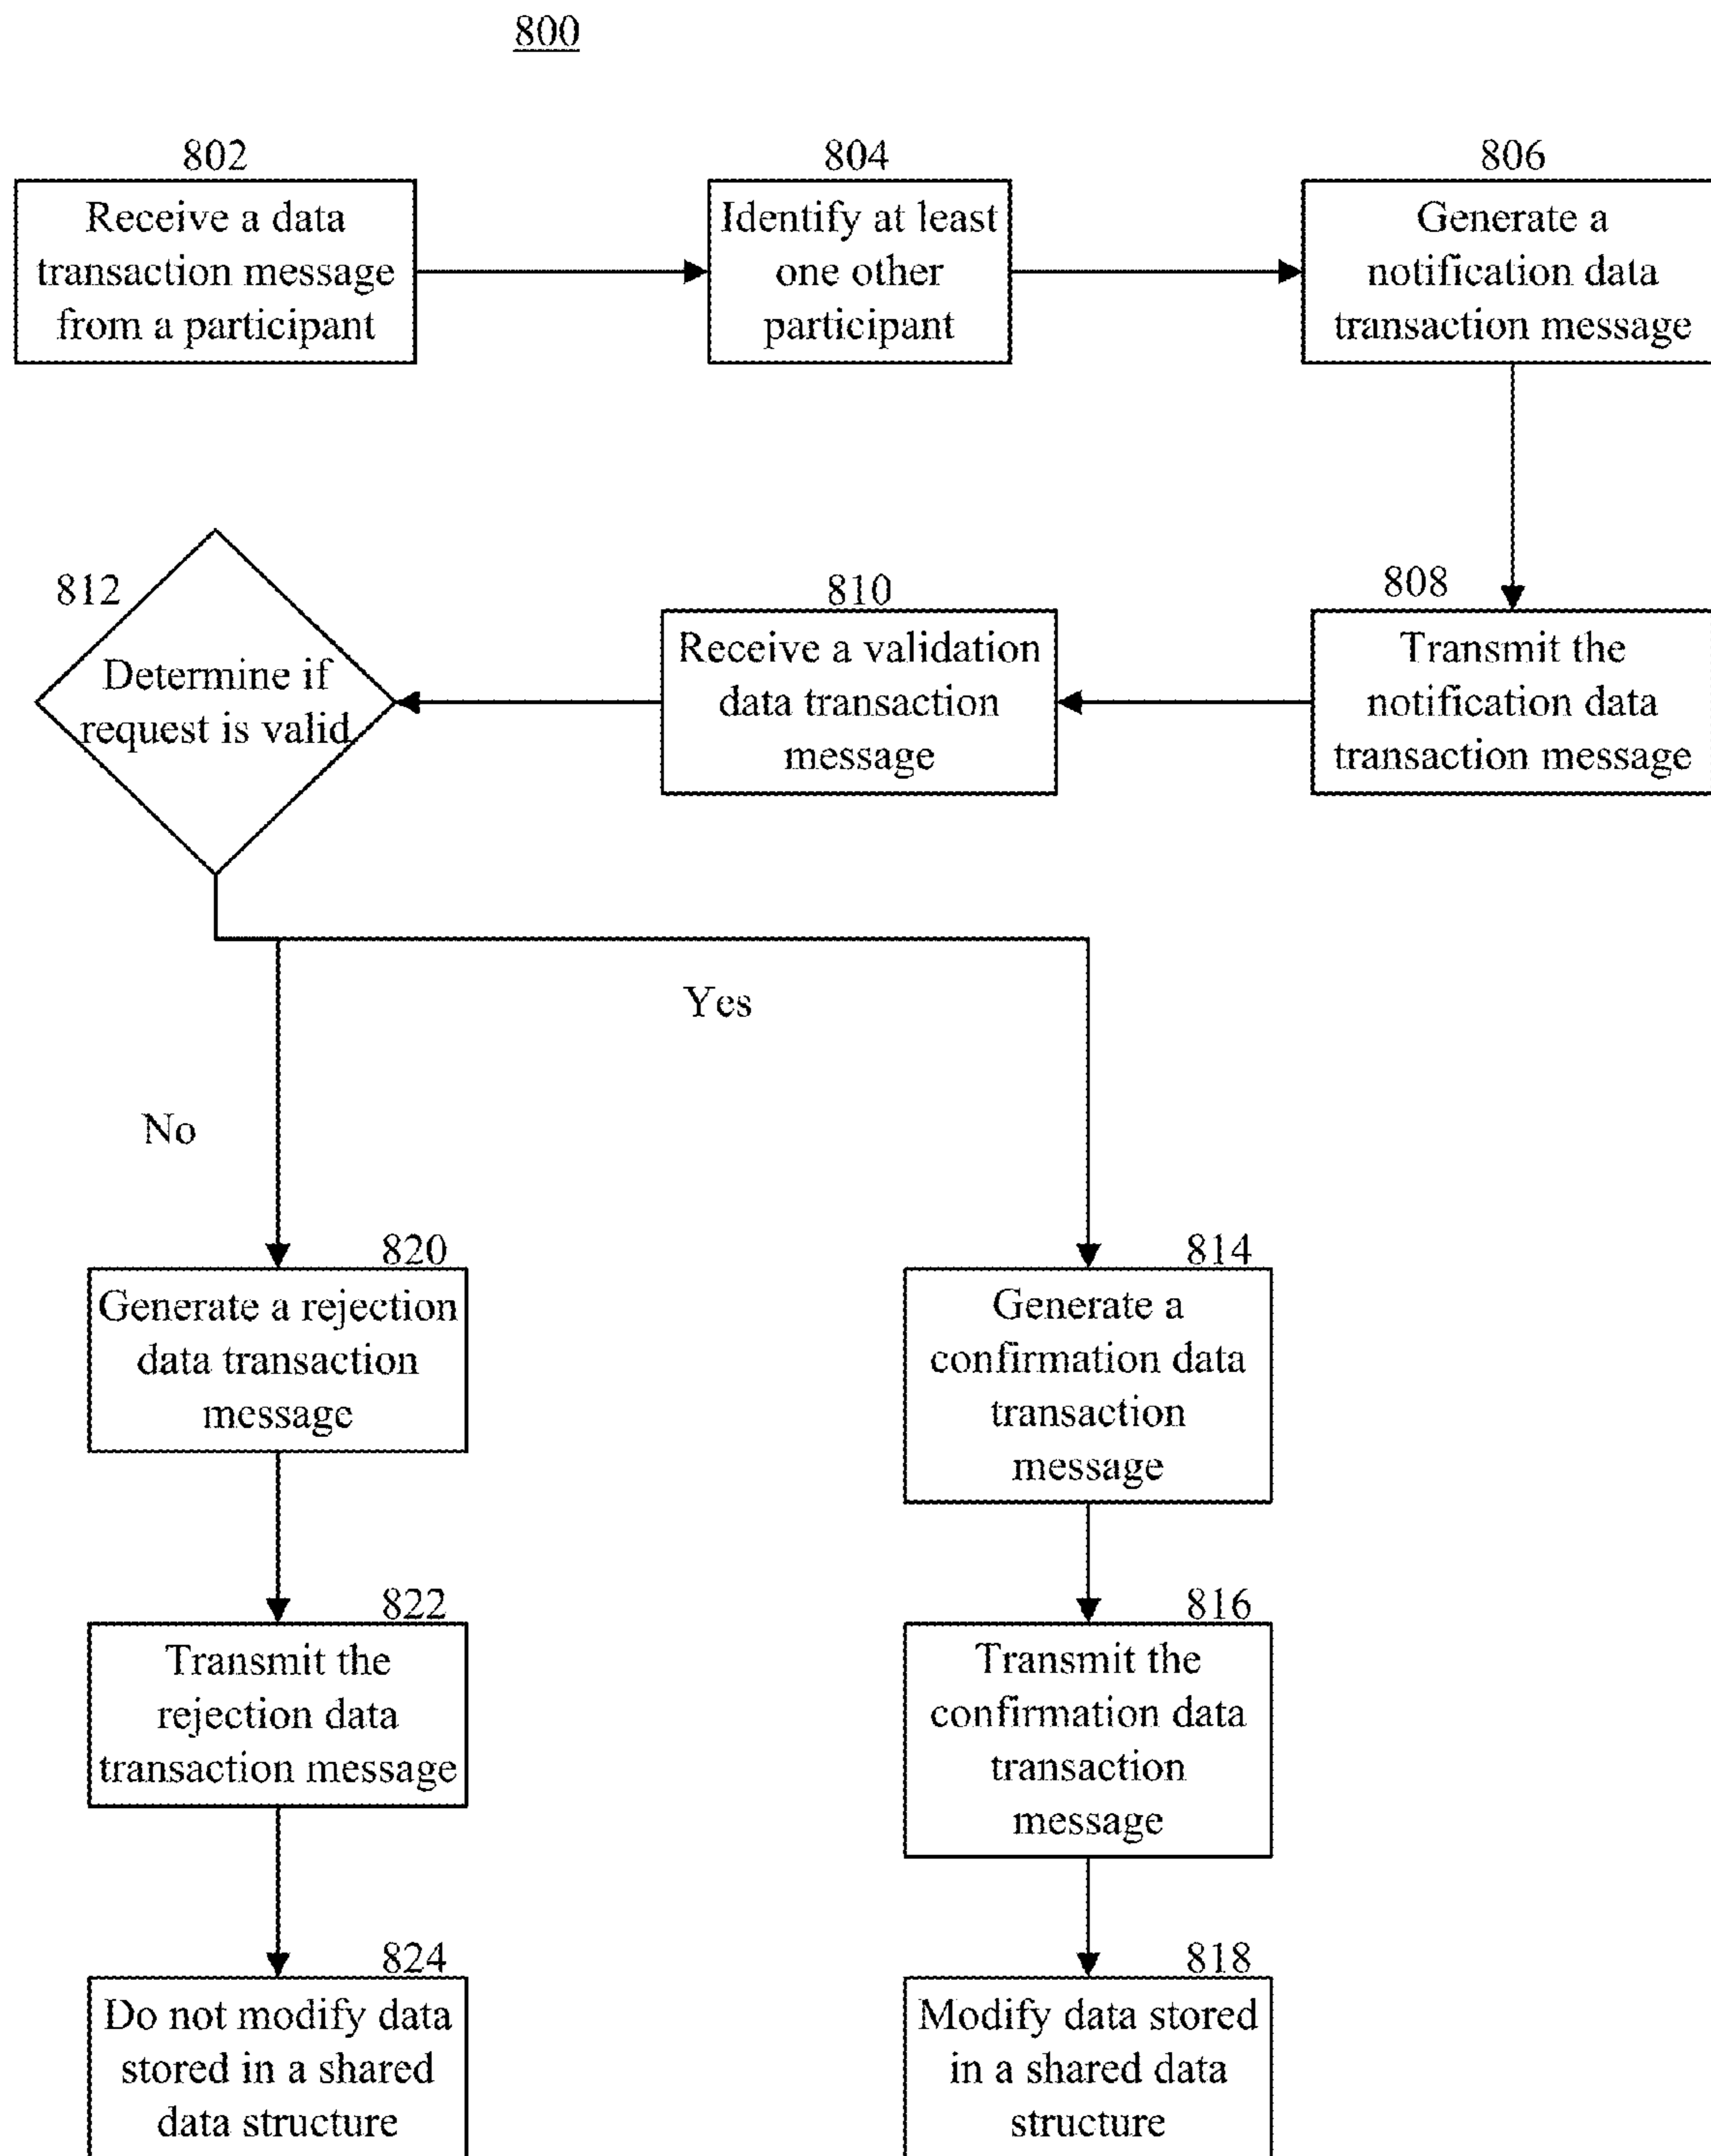 800
802
Receive a data
transaction message
from a participant
804
Identify at least
one other
participant
806
Generate a
notification data
transaction message
812
Determine if
request is valid
810
Receive a validation
data transaction
message
808
Transmit the
notification data
transaction message
Yes
No
820
Generate a rejection
data transaction
message
814
Generate a
confirmation data
transaction
message
822
Transmit the
rejection data
transaction message
816
Transmit the
confirmation data
transaction
message
824
Do not modify data
stored in a shared
data structure
818
Modify data stored
in a shared data
structure